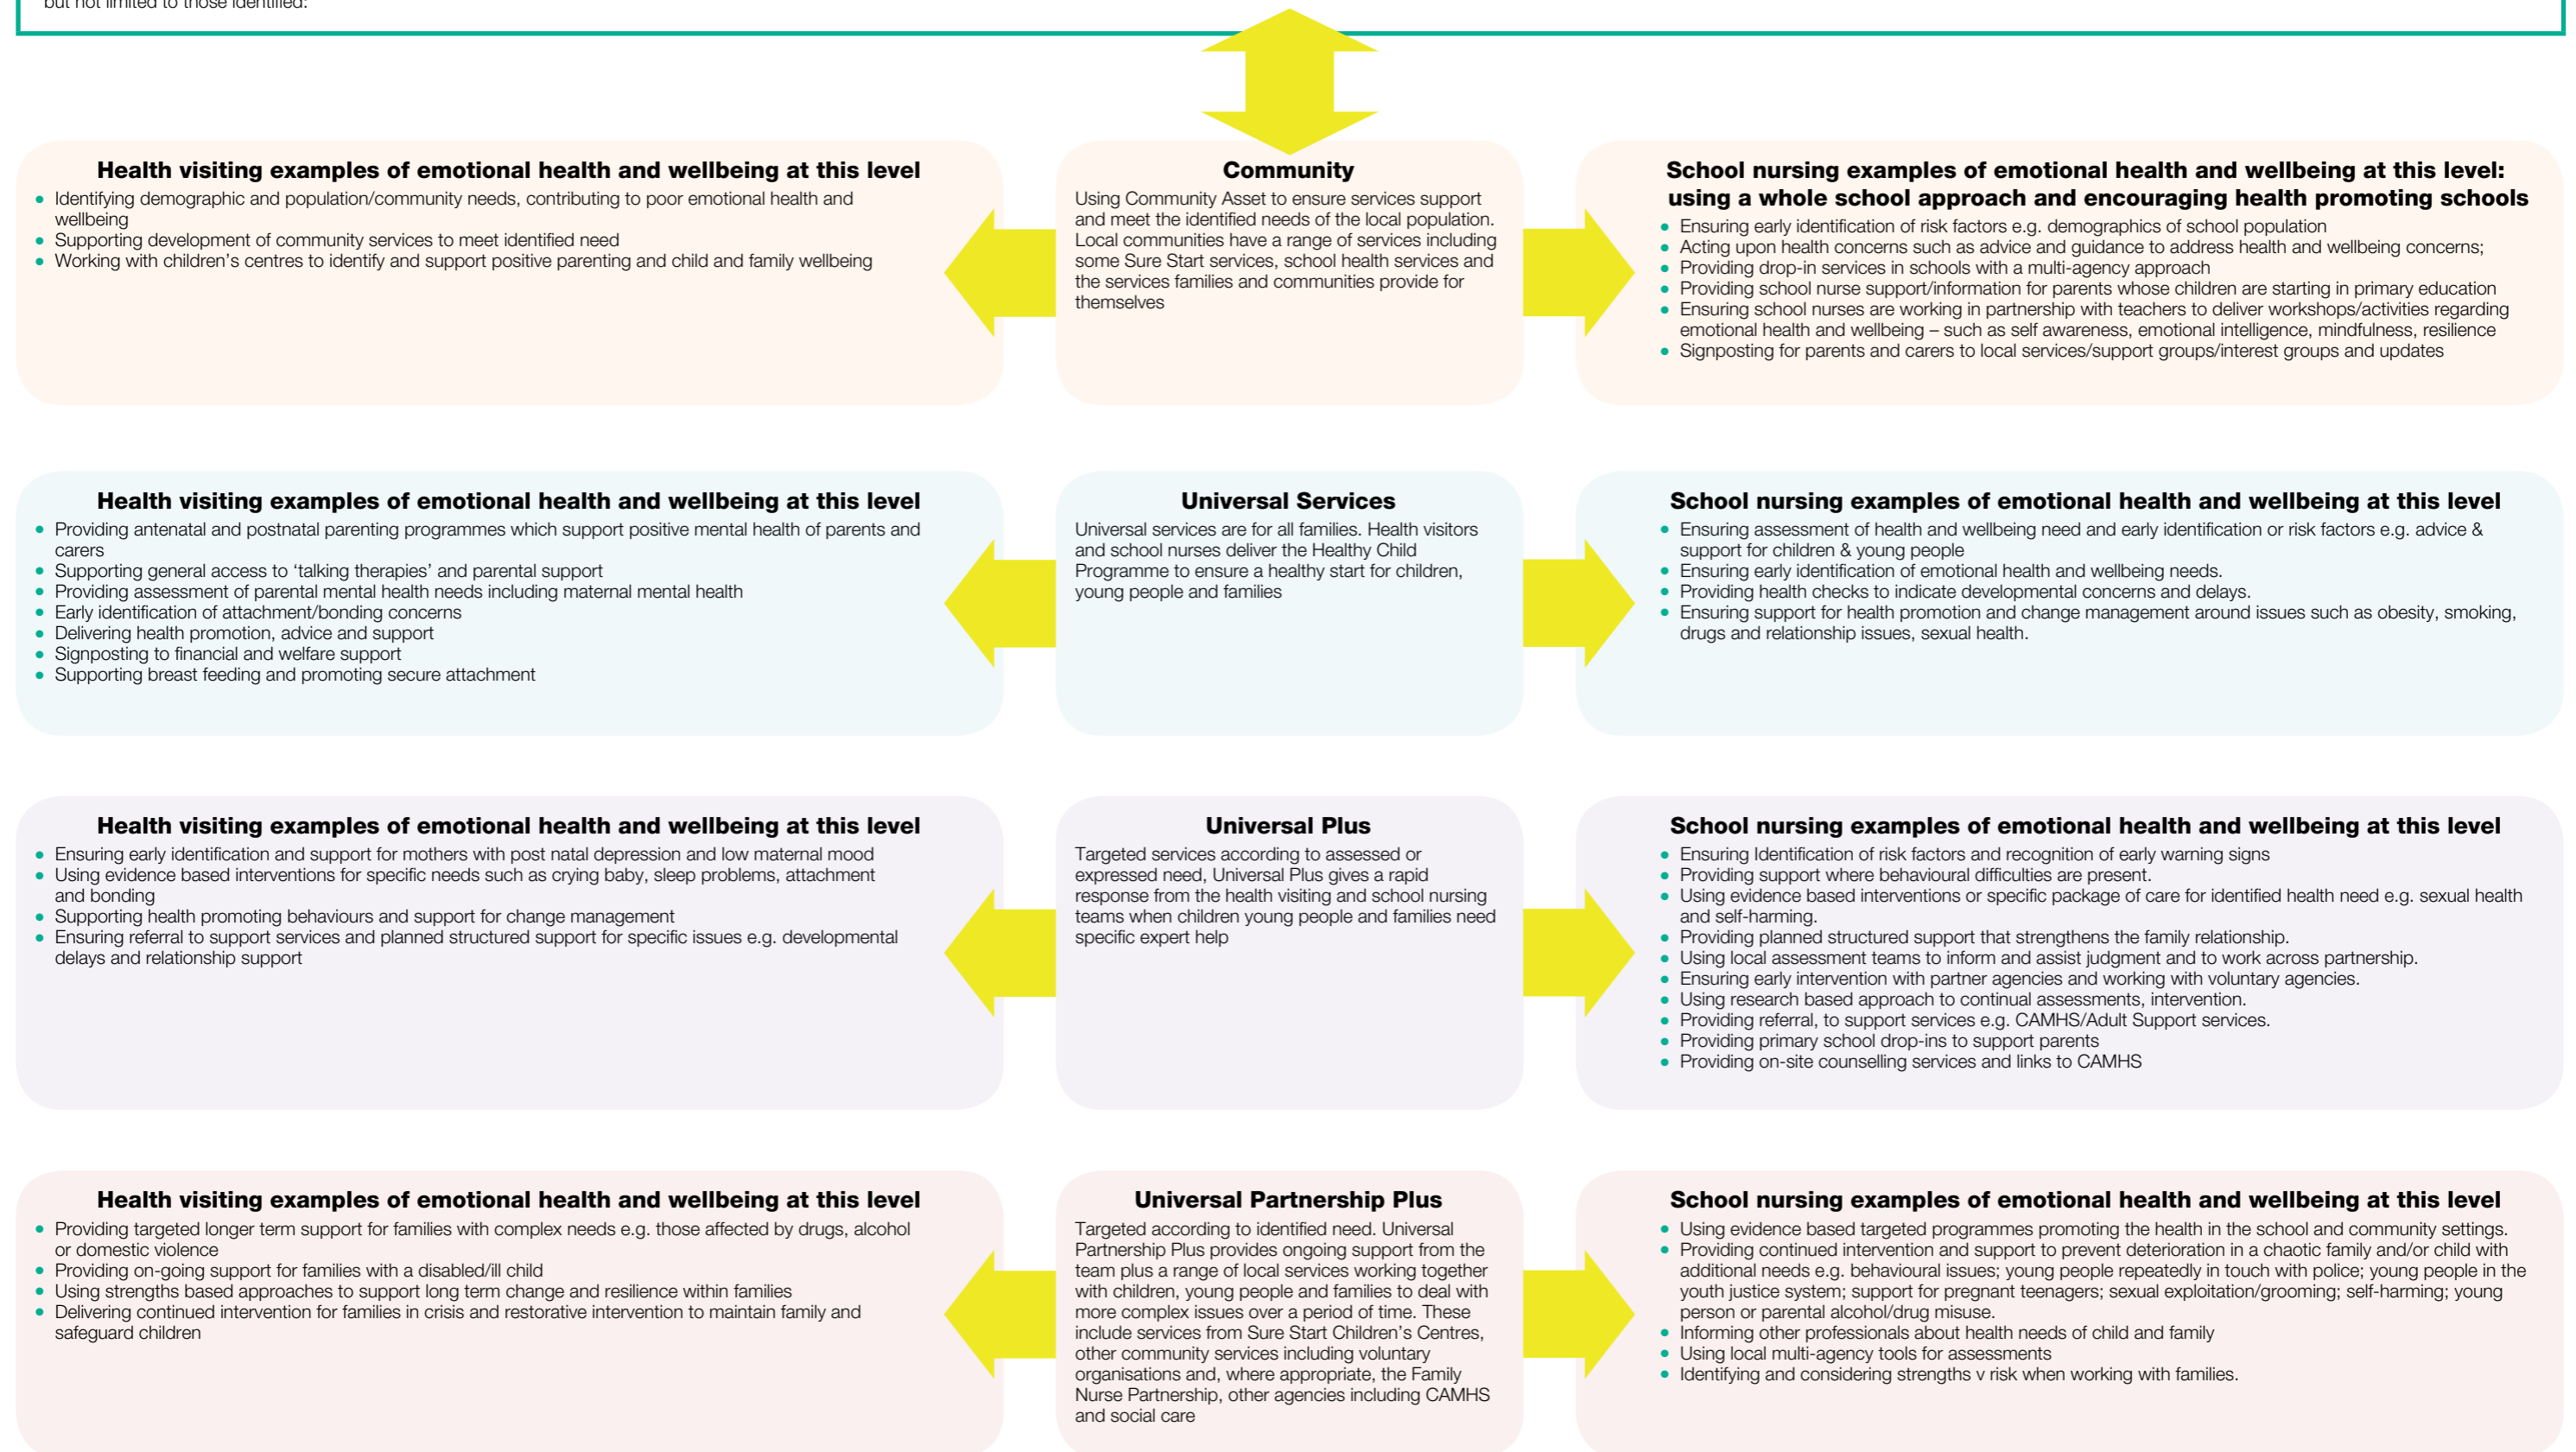 but not limited to those identified:
Health visiting examples of emotional health and wellbeing at this level
● Identifying demographic and population/community needs, contributing to poor emotional health and
wellbeing
● Supporting development of community services to meet identified need
● Working with children’s centres to identify and support positive parenting and child and family wellbeing
Community
Using Community Asset to ensure services support
and meet the identified needs of the local population.
Local communities have a range of services including
some Sure Start services, school health services and
the services families and communities provide for
themselves
School nursing examples of emotional health and wellbeing at this level:
using a whole school approach and encouraging health promoting schools
● Ensuring early identification of risk factors e.g. demographics of school population
● Acting upon health concerns such as advice and guidance to address health and wellbeing concerns;
● Providing drop-in services in schools with a multi-agency approach
● Providing school nurse support/information for parents whose children are starting in primary education
● Ensuring school nurses are working in partnership with teachers to deliver workshops/activities regarding
emotional health and wellbeing – such as self awareness, emotional intelligence, mindfulness, resilience
● Signposting for parents and carers to local services/support groups/interest groups and updates
Health visiting examples of emotional health and wellbeing at this level
● Providing antenatal and postnatal parenting programmes which support positive mental health of parents and
carers
● Supporting general access to ‘talking therapies’ and parental support
● Providing assessment of parental mental health needs including maternal mental health
● Early identification of attachment/bonding concerns
● Delivering health promotion, advice and support
● Signposting to financial and welfare support
● Supporting breast feeding and promoting secure attachment
Universal Services
Universal services are for all families. Health visitors
and school nurses deliver the Healthy Child
Programme to ensure a healthy start for children,
young people and families
School nursing examples of emotional health and wellbeing at this level
● Ensuring assessment of health and wellbeing need and early identification or risk factors e.g. advice &
support for children & young people
● Ensuring early identification of emotional health and wellbeing needs.
● Providing health checks to indicate developmental concerns and delays.
● Ensuring support for health promotion and change management around issues such as obesity, smoking,
drugs and relationship issues, sexual health.
Health visiting examples of emotional health and wellbeing at this level
● Ensuring early identification and support for mothers with post natal depression and low maternal mood
● Using evidence based interventions for specific needs such as crying baby, sleep problems, attachment
and bonding
● Supporting health promoting behaviours and support for change management
● Ensuring referral to support services and planned structured support for specific issues e.g. developmental
delays and relationship support
Universal Plus
Targeted services according to assessed or
expressed need, Universal Plus gives a rapid
response from the health visiting and school nursing
teams when children young people and families need
specific expert help
School nursing examples of emotional health and wellbeing at this level
● Ensuring Identification of risk factors and recognition of early warning signs
● Providing support where behavioural difficulties are present.
● Using evidence based interventions or specific package of care for identified health need e.g. sexual health
and self-harming.
● Providing planned structured support that strengthens the family relationship.
● Using local assessment teams to inform and assist judgment and to work across partnership.
● Ensuring early intervention with partner agencies and working with voluntary agencies.
● Using research based approach to continual assessments, intervention.
● Providing referral, to support services e.g. CAMHS/Adult Support services.
● Providing primary school drop-ins to support parents
● Providing on-site counselling services and links to CAMHS
Health visiting examples of emotional health and wellbeing at this level
● Providing targeted longer term support for families with complex needs e.g. those affected by drugs, alcohol
or domestic violence
● Providing on-going support for families with a disabled/ill child
● Using strengths based approaches to support long term change and resilience within families
● Delivering continued intervention for families in crisis and restorative intervention to maintain family and
safeguard children
Universal Partnership Plus
Targeted according to identified need. Universal
Partnership Plus provides ongoing support from the
team plus a range of local services working together
with children, young people and families to deal with
more complex issues over a period of time. These
include services from Sure Start Children’s Centres,
other community services including voluntary
organisations and, where appropriate, the Family
Nurse Partnership, other agencies including CAMHS
and social care
School nursing examples of emotional health and wellbeing at this level
● Using evidence based targeted programmes promoting the health in the school and community settings.
● Providing continued intervention and support to prevent deterioration in a chaotic family and/or child with
additional needs e.g. behavioural issues; young people repeatedly in touch with police; young people in the
youth justice system; support for pregnant teenagers; sexual exploitation/grooming; self-harming; young
person or parental alcohol/drug misuse.
● Informing other professionals about health needs of child and family
● Using local multi-agency tools for assessments
● Identifying and considering strengths v risk when working with families.